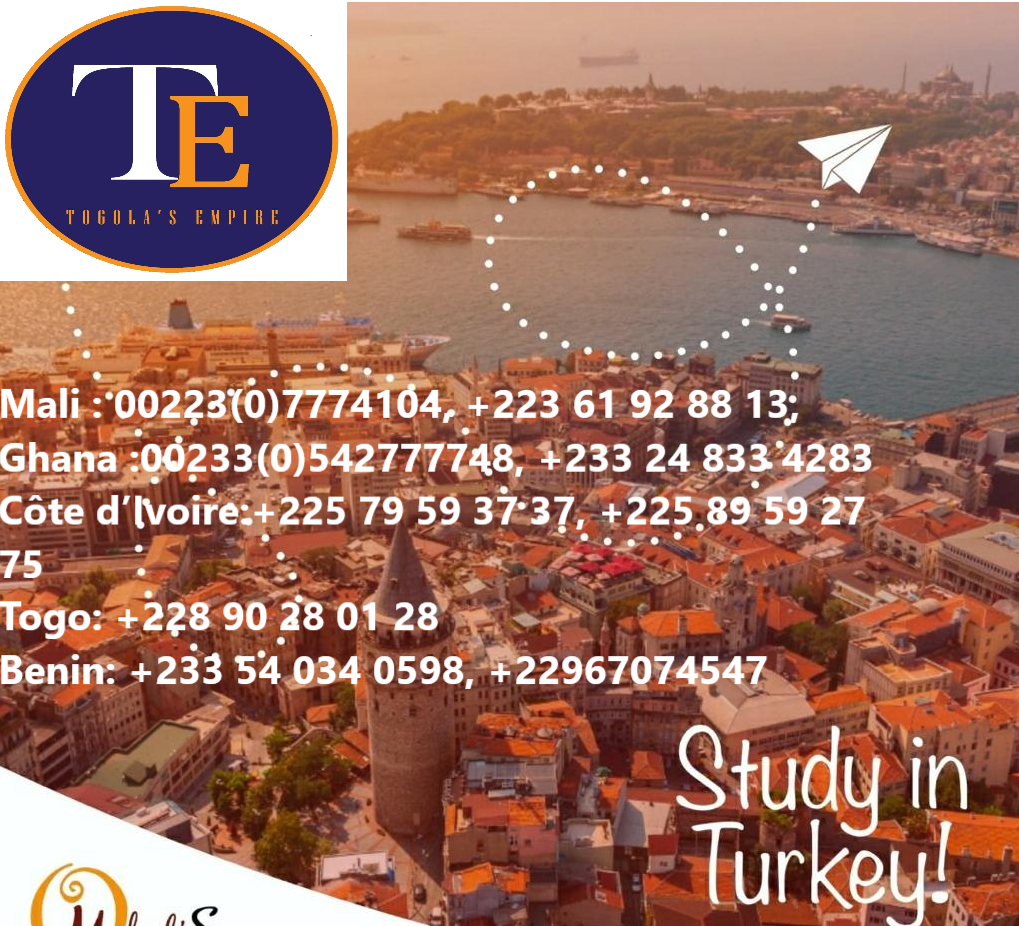 TE
TOGOLA'S EMPIRE
Mali : 00223(0)7774104, +223 61 92 88 13;
Ghana :00233(0)542777748, +233 24 833 4283
Côte d'Ivoire:+225 79 59 37 37, +225 89 59 27
75
Togo: +228 90 28 01 28
Benin: +233 54 034 0598, +22967074547
Study in
Turkey!